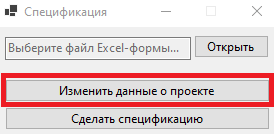 Спецификация
Выберите файл Excel-формы... Открыть
Изменить данные о проекте
Сделать спецификацию